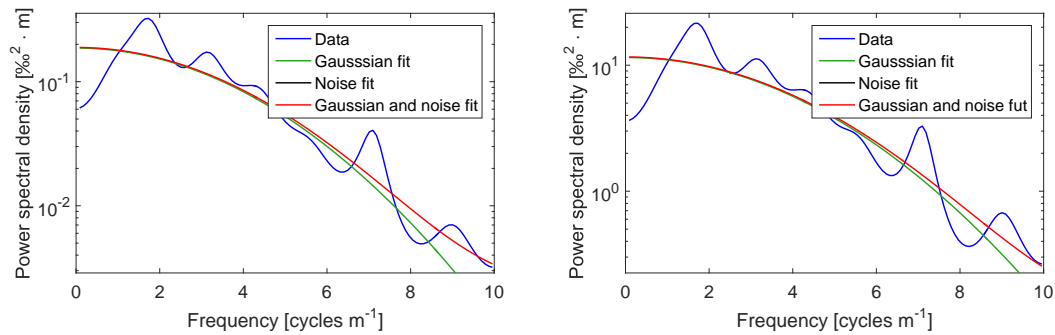 Power spectral density [‰² · m]
10⁻¹
10⁻²
0 2 4 6 8 10
Frequency [cycles m⁻¹]
Data
Gausssian fit
Noise fit
Gaussian and noise fit
Power spectral density [‰² · m]
10¹
10⁰
0 2 4 6 8 10
Frequency [cycles m⁻¹]
Data
Gausssian fit
Noise fit
Gaussian and noise fut